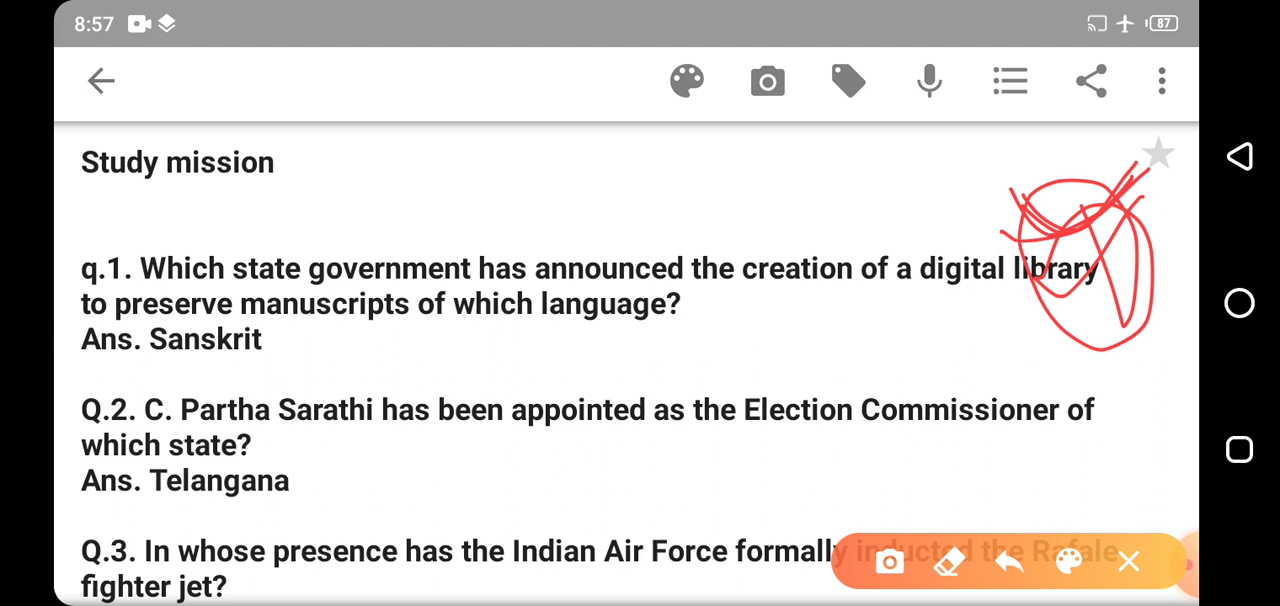 8:57
87
Study mission
q.1. Which state government has announced the creation of a digital library
to preserve manuscripts of which language?
Ans. Sanskrit
Q.2. C. Partha Sarathi has been appointed as the Election Commissioner of
which state?
Ans. Telangana
Q.3. In whose presence has the Indian Air Force formally inducted the Rafale
fighter jet?